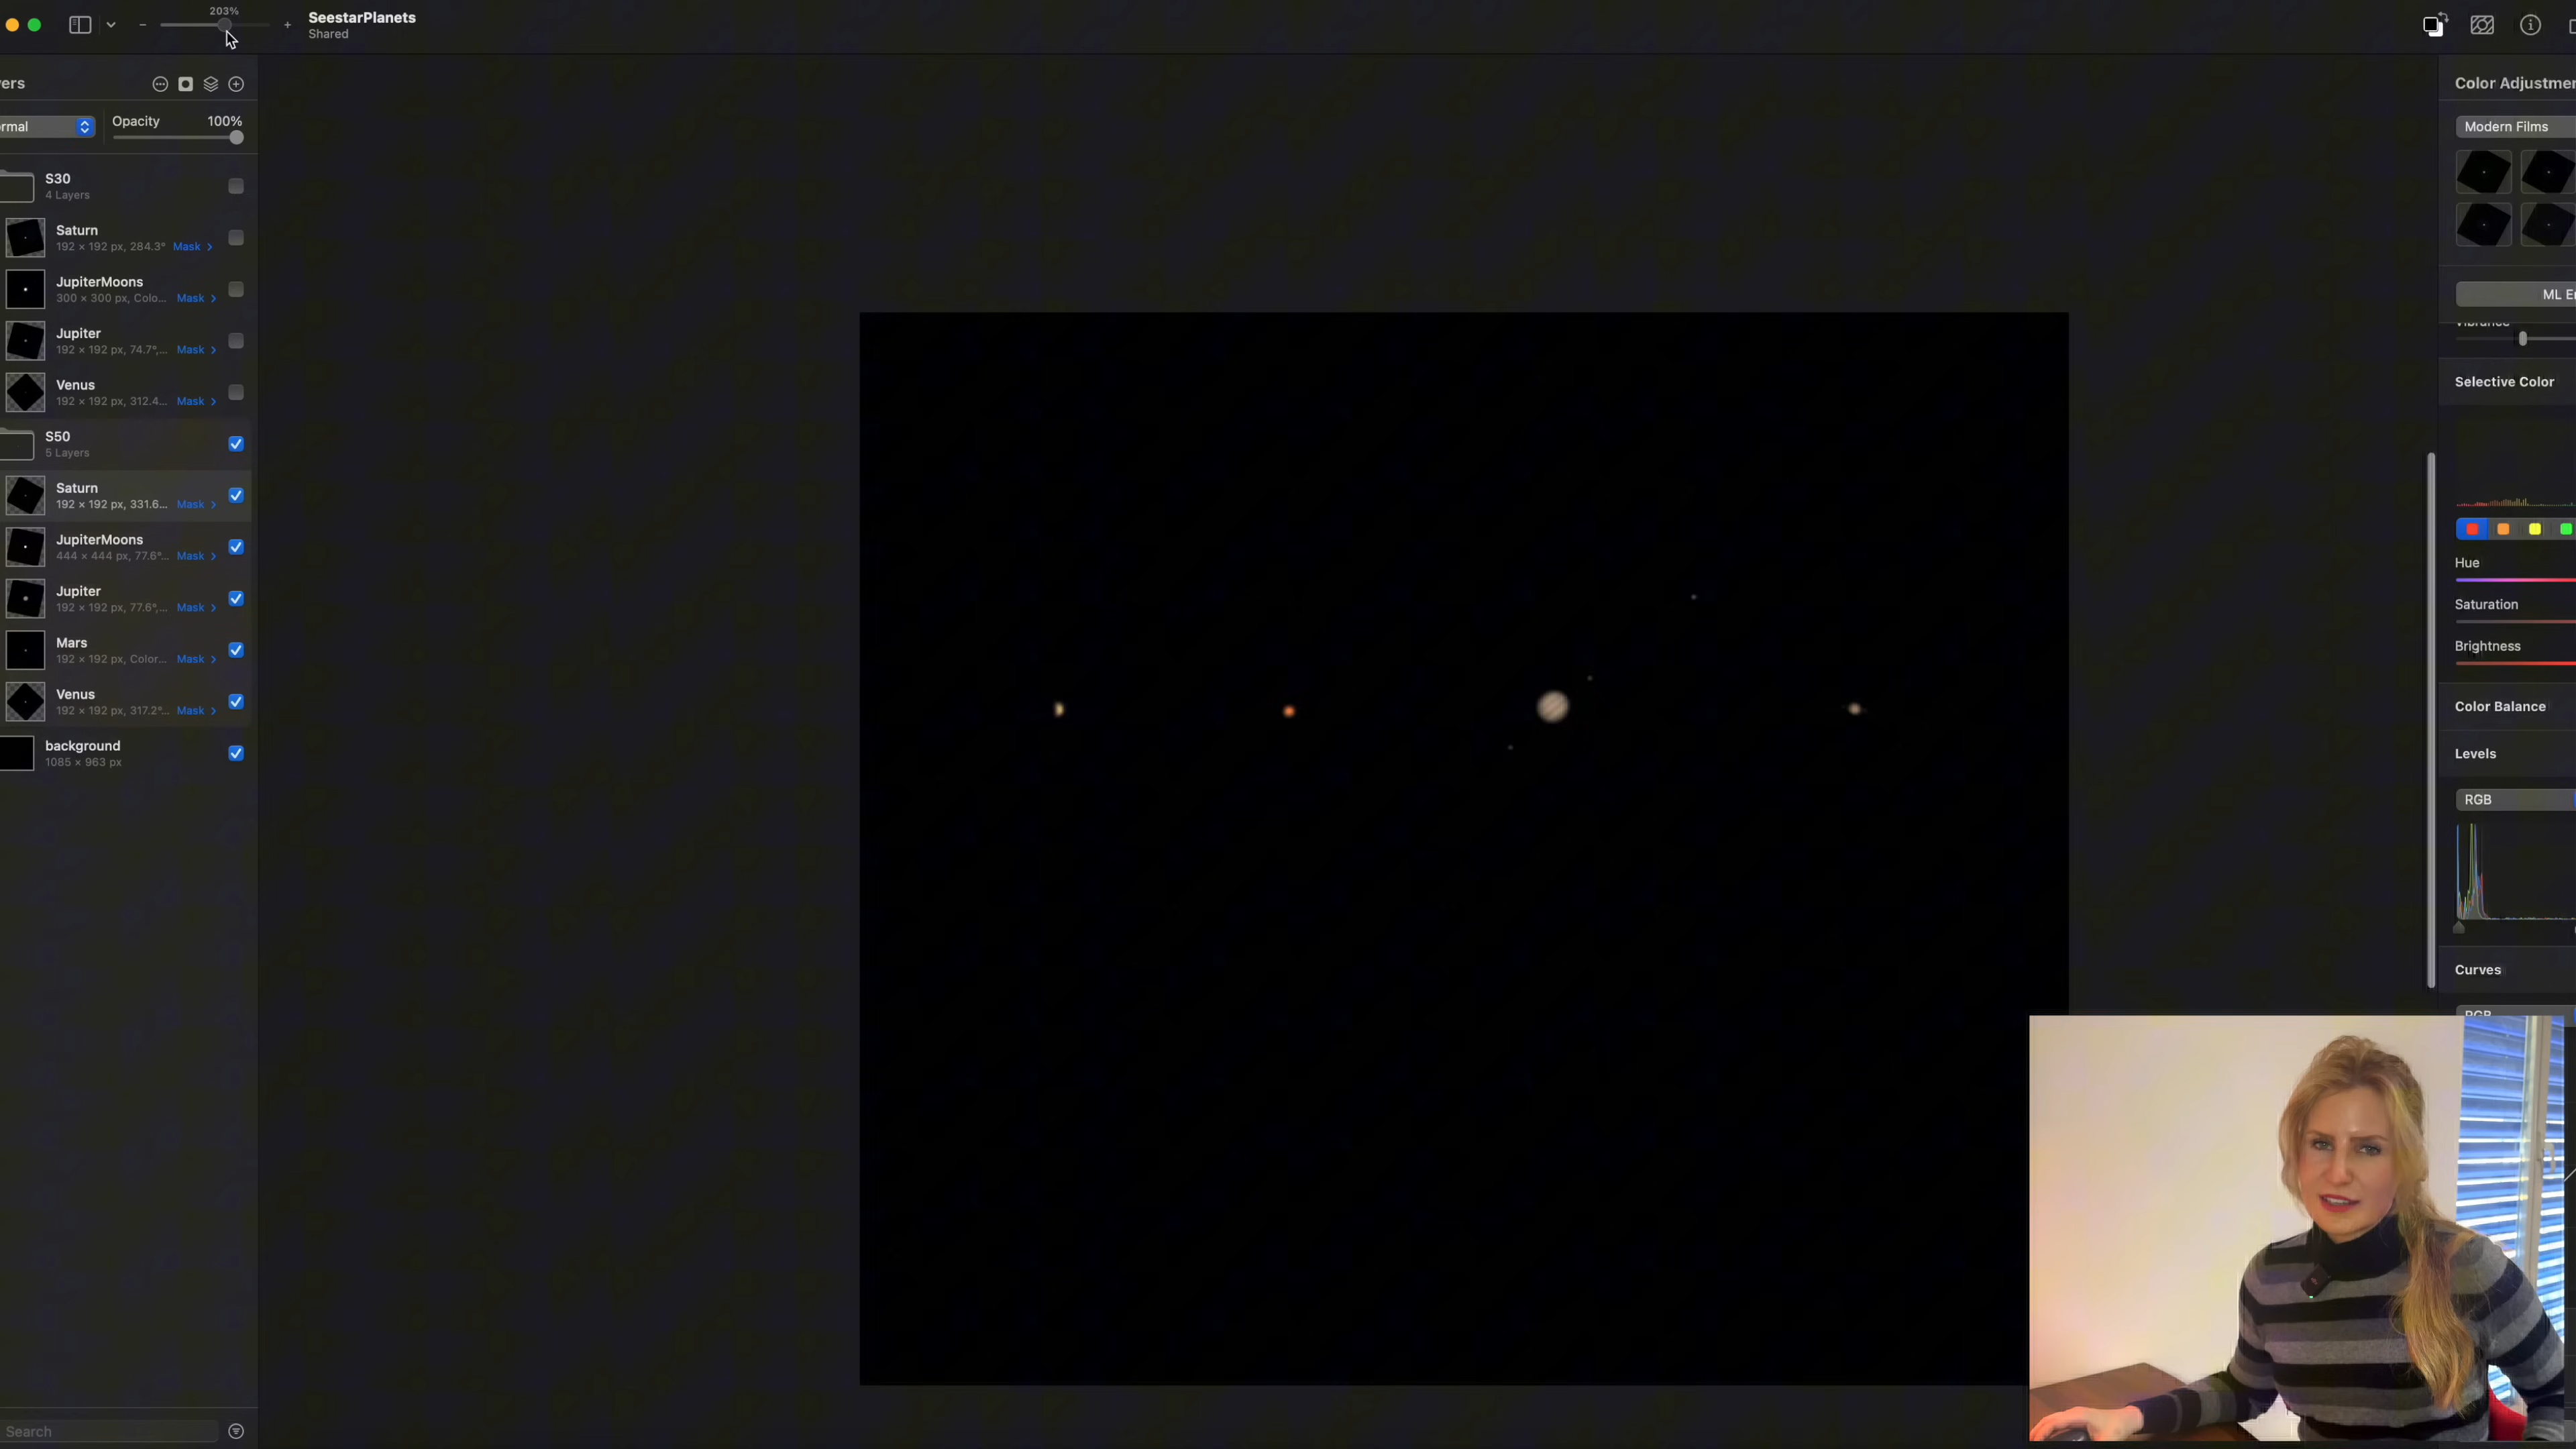 203%
SeestarPlanets
Shared
ers
rmal
Opacity 100%
S30
4 Layers
Saturn
192 × 192 px, 284.3° Mask >
JupiterMoons
300 × 300 px, Colo... Mask >
Jupiter
192 × 192 px, 74.7°,... Mask >
Venus
192 × 192 px, 312.4... Mask >
S50
5 Layers
Saturn
192 × 192 px, 331.6... Mask >
JupiterMoons
444 × 444 px, 77.6°... Mask >
Jupiter
192 × 192 px, 77.6°,... Mask >
Mars
192 × 192 px, Color... Mask >
Venus
192 × 192 px, 317.2°... Mask >
background
1085 × 963 px
Search
Color Adjustmen
Modern Films
ML E
Vibrance
Selective Color
Hue
Saturation
Brightness
Color Balance
Levels
RGB
Curves
RGB